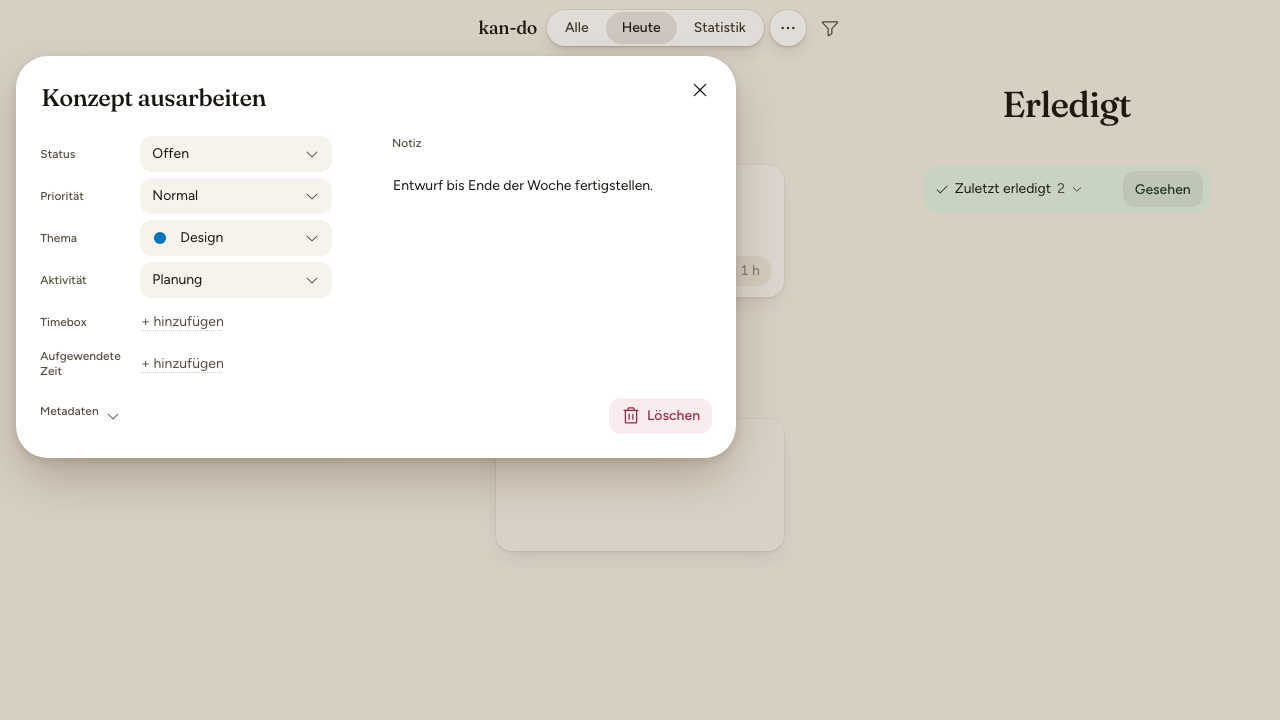 kan-do
Alle
Heute
Statistik
Konzept ausarbeiten
Status
Offen
Priorität
Normal
Thema
Design
Aktivität
Planung
Timebox
+ hinzufügen
Aufgewendete
Zeit
+ hinzufügen
Metadaten
Notiz
Entwurf bis Ende der Woche fertigstellen.
Löschen
1 h
Erledigt
Zuletzt erledigt 2
Gesehen